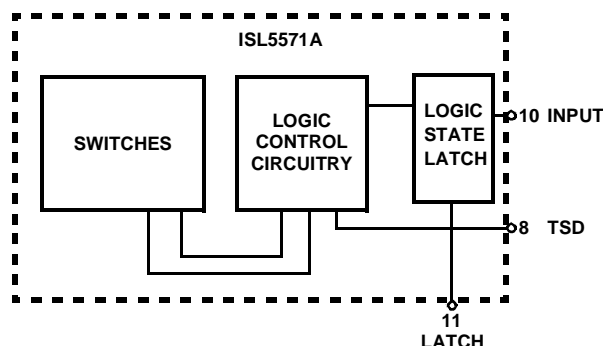 ISL5571A
SWITCHES
LOGIC
CONTROL
CIRCUITRY
LOGIC
STATE
LATCH
10 INPUT
8 TSD
11
LATCH